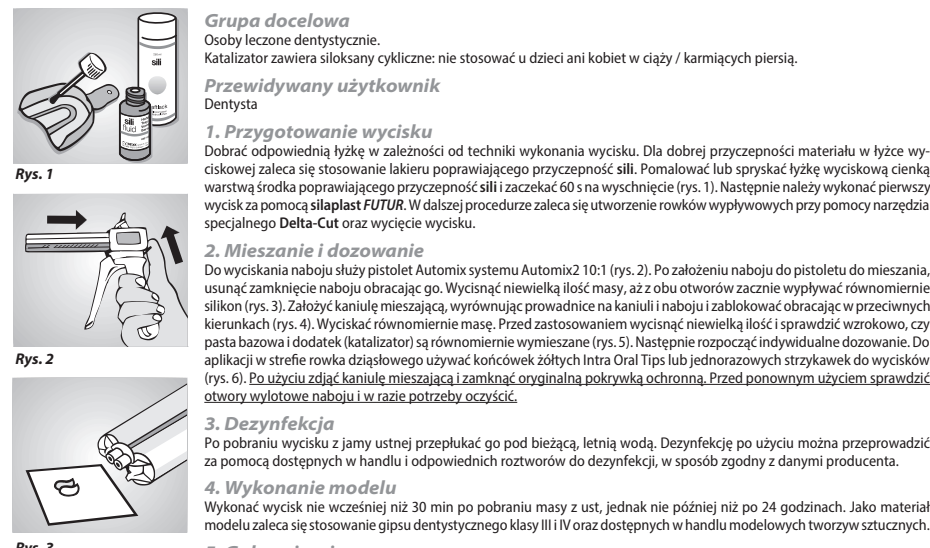 sili
sili
fluid
Rys. 1
Rys. 2
Rys. 3
Grupa docelowa
Osoby leczone dentystycznie.
Katalizator zawiera siloksany cykliczne: nie stosować u dzieci ani kobiet w ciąży / karmiących piersią.
Przewidywany użytkownik
Dentysta
1. Przygotowanie wycisku
Dobrać odpowiednią łyżkę w zależności od techniki wykonania wycisku. Dla dobrej przyczepności materiału w łyżce wy-
ciskowej zaleca się stosowanie lakieru poprawiającego przyczepność sili. Pomalować lub spryskać łyżkę wyciskową cienką
warstwą środka poprawiającego przyczepność sili i zaczekać 60 s na wyschnięcie (rys. 1). Następnie należy wykonać pierwszy
wycisk za pomocą silaplast FUTUR. W dalszej procedurze zaleca się utworzenie rowków wypływowych przy pomocy narzędzia
specjalnego Delta-Cut oraz wycięcie wycisku.
2. Mieszanie i dozowanie
Do wyciskania naboju służy pistolet Automix systemu Automix2 10:1 (rys. 2). Po założeniu naboju do pistoletu do mieszania,
usunąć zamknięcie naboju obracając go. Wycisnąć niewielką ilość masy, aż z obu otworów zacznie wypływać równomiernie
silikon (rys. 3). Założyć kaniulę mieszającą, wyrównując prowadnice na kaniuli i naboju i zablokować obracając w przeciwnych
kierunkach (rys. 4). Wyciskać równomiernie masę. Przed zastosowaniem wycisnąć niewielką ilość i sprawdzić wzrokowo, czy
pasta bazowa i dodatek (katalizator) są równomiernie wymieszane (rys. 5). Następnie rozpocząć indywidualne dozowanie. Do
aplikacji w strefie rowka dziąsłowego używać końcówek żółtych Intra Oral Tips lub jednorazowych strzykawek do wycisków
(rys. 6). Po użyciu zdjąć kaniulę mieszającą i zamknąć oryginalną pokrywką ochronną. Przed ponownym użyciem sprawdzić
otwory wylotowe naboju i w razie potrzeby oczyścić.
3. Dezynfekcja
Po pobraniu wycisku z jamy ustnej przepłukać go pod bieżącą, letnią wodą. Dezynfekcję po użyciu można przeprowadzić
za pomocą dostępnych w handlu i odpowiednich roztworów do dezynfekcji, w sposób zgodny z danymi producenta.
4. Wykonanie modelu
Wykonać wycisk nie wcześniej niż 30 min po pobraniu masy z ust, jednak nie później niż po 24 godzinach. Jako materiał
modelu zaleca się stosowanie gipsu dentystycznego klasy III i IV oraz dostępnych w handlu modelowych tworzyw sztucznych.